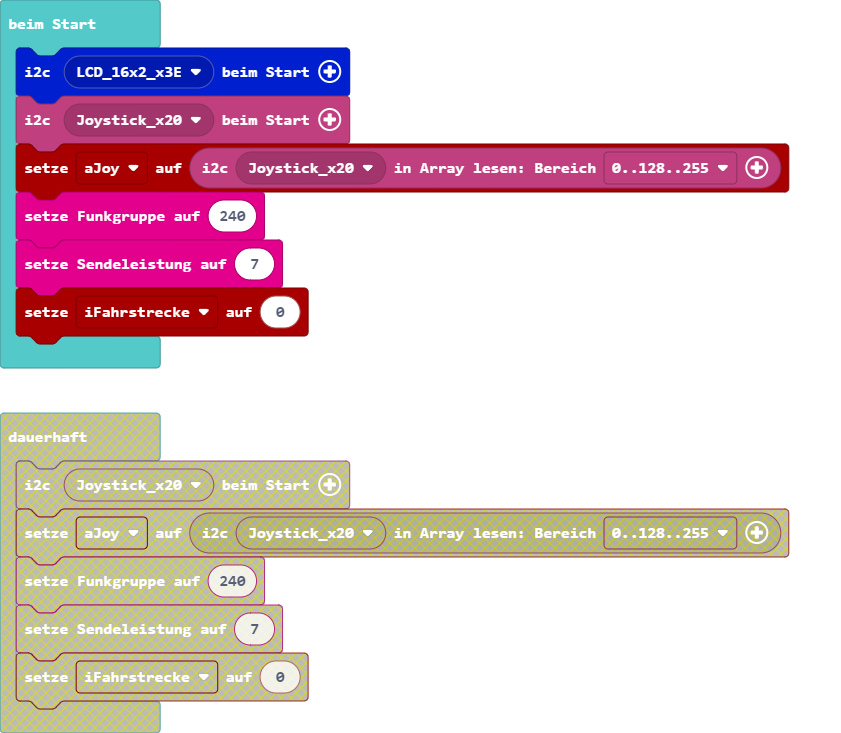 beim Start
i2c LCD_16x2_x3E beim Start
i2c Joystick_x20 beim Start
setze aJoy auf i2c Joystick_x20 in Array lesen: Bereich 0..128..255
setze Funkgruppe auf 240
setze Sendeleistung auf 7
setze iFahrstrecke auf 0
dauerhaft
i2c Joystick_x20 beim Start
setze aJoy auf i2c Joystick_x20 in Array lesen: Bereich 0..128..255
setze Funkgruppe auf 240
setze Sendeleistung auf 7
setze iFahrstrecke auf 0